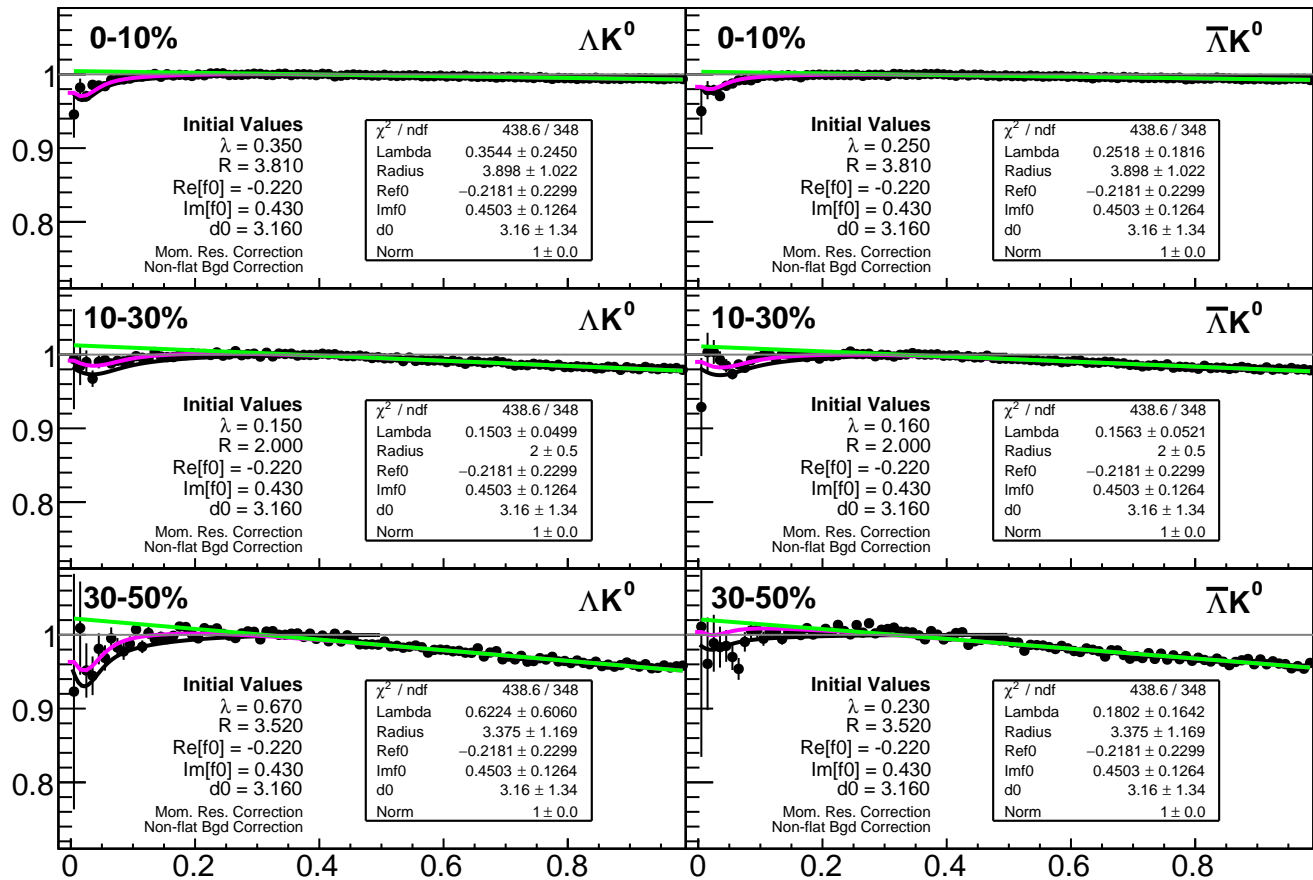 0-10%
ΛK⁰
1
0.9
0.8
Initial Values
λ = 0.350
R = 3.810
Re[f0] = -0.220
Im[f0] = 0.430
d0 = 3.160
Mom. Res. Correction
Non-flat Bgd Correction
χ² / ndf 438.6 / 348
Lambda 0.3544 ± 0.2450
Radius 3.898 ± 1.022
Ref0 −0.2181 ± 0.2299
Imf0 0.4503 ± 0.1264
d0 3.16 ± 1.34
Norm 1 ± 0.0
0-10%
Λ̅K⁰
Initial Values
λ = 0.250
R = 3.810
Re[f0] = -0.220
Im[f0] = 0.430
d0 = 3.160
Mom. Res. Correction
Non-flat Bgd Correction
χ² / ndf 438.6 / 348
Lambda 0.2518 ± 0.1816
Radius 3.898 ± 1.022
Ref0 −0.2181 ± 0.2299
Imf0 0.4503 ± 0.1264
d0 3.16 ± 1.34
Norm 1 ± 0.0
10-30%
ΛK⁰
1
0.9
0.8
Initial Values
λ = 0.150
R = 2.000
Re[f0] = -0.220
Im[f0] = 0.430
d0 = 3.160
Mom. Res. Correction
Non-flat Bgd Correction
χ² / ndf 438.6 / 348
Lambda 0.1503 ± 0.0499
Radius 2 ± 0.5
Ref0 −0.2181 ± 0.2299
Imf0 0.4503 ± 0.1264
d0 3.16 ± 1.34
Norm 1 ± 0.0
10-30%
Λ̅K⁰
Initial Values
λ = 0.160
R = 2.000
Re[f0] = -0.220
Im[f0] = 0.430
d0 = 3.160
Mom. Res. Correction
Non-flat Bgd Correction
χ² / ndf 438.6 / 348
Lambda 0.1563 ± 0.0521
Radius 2 ± 0.5
Ref0 −0.2181 ± 0.2299
Imf0 0.4503 ± 0.1264
d0 3.16 ± 1.34
Norm 1 ± 0.0
30-50%
ΛK⁰
1
0.9
0.8
Initial Values
λ = 0.670
R = 3.520
Re[f0] = -0.220
Im[f0] = 0.430
d0 = 3.160
Mom. Res. Correction
Non-flat Bgd Correction
χ² / ndf 438.6 / 348
Lambda 0.6224 ± 0.6060
Radius 3.375 ± 1.169
Ref0 −0.2181 ± 0.2299
Imf0 0.4503 ± 0.1264
d0 3.16 ± 1.34
Norm 1 ± 0.0
30-50%
Λ̅K⁰
Initial Values
λ = 0.230
R = 3.520
Re[f0] = -0.220
Im[f0] = 0.430
d0 = 3.160
Mom. Res. Correction
Non-flat Bgd Correction
χ² / ndf 438.6 / 348
Lambda 0.1802 ± 0.1642
Radius 3.375 ± 1.169
Ref0 −0.2181 ± 0.2299
Imf0 0.4503 ± 0.1264
d0 3.16 ± 1.34
Norm 1 ± 0.0
0 0.2 0.4 0.6 0.8
0 0.2 0.4 0.6 0.8